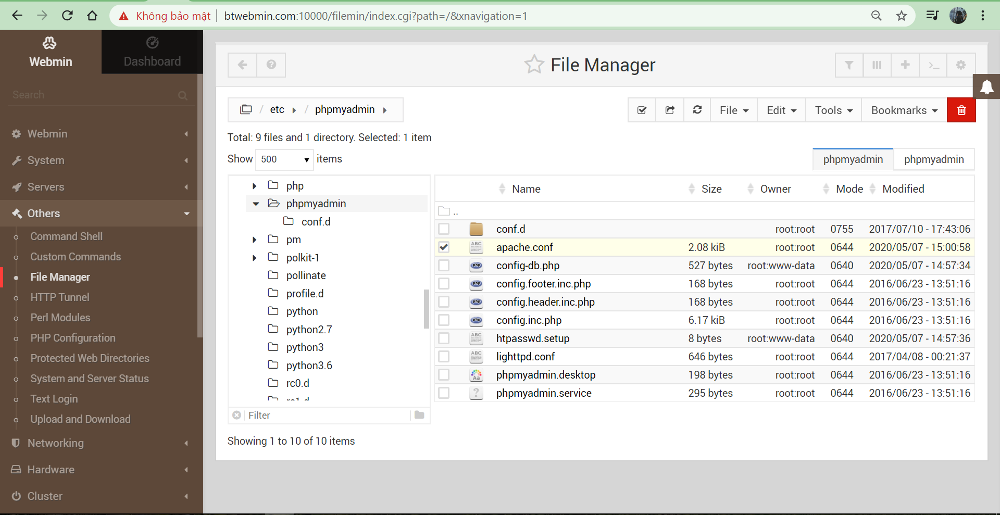 Không bảo mật btwebmin.com:10000/filemin/index.cgi?path=/&xnavigation=1
Webmin
Dashboard
Search
Webmin
System
Servers
Others
Command Shell
Custom Commands
File Manager
HTTP Tunnel
Perl Modules
PHP Configuration
Protected Web Directories
System and Server Status
Text Login
Upload and Download
Networking
Hardware
Cluster
File Manager
/ etc / phpmyadmin
File Edit Tools Bookmarks
Total: 9 files and 1 directory. Selected: 1 item
Show 500 items
phpmyadmin phpmyadmin
php
phpmyadmin
conf.d
pm
polkit-1
pollinate
profile.d
python
python2.7
python3
python3.6
rc0.d
rc1.d
Filter
Name Size Owner Mode Modified
..
conf.d root:root 0755 2017/07/10 - 17:43:06
ABC apache.conf 2.08 kiB root:root 0644 2020/05/07 - 15:00:58
php config-db.php 527 bytes root:www-data 0640 2020/05/07 - 14:57:34
php config.footer.inc.php 168 bytes root:root 0644 2016/06/23 - 13:51:16
php config.header.inc.php 168 bytes root:root 0644 2016/06/23 - 13:51:16
php config.inc.php 6.17 kiB root:root 0644 2016/06/23 - 13:51:16
ABC htpasswd.setup 8 bytes root:www-data 0640 2020/05/07 - 14:57:36
ABC lighttpd.conf 646 bytes root:root 0644 2017/04/08 - 00:21:37
Aa phpmyadmin.desktop 198 bytes root:root 0644 2016/06/23 - 13:51:16
? phpmyadmin.service 295 bytes root:root 0644 2016/06/23 - 13:51:16
Showing 1 to 10 of 10 items